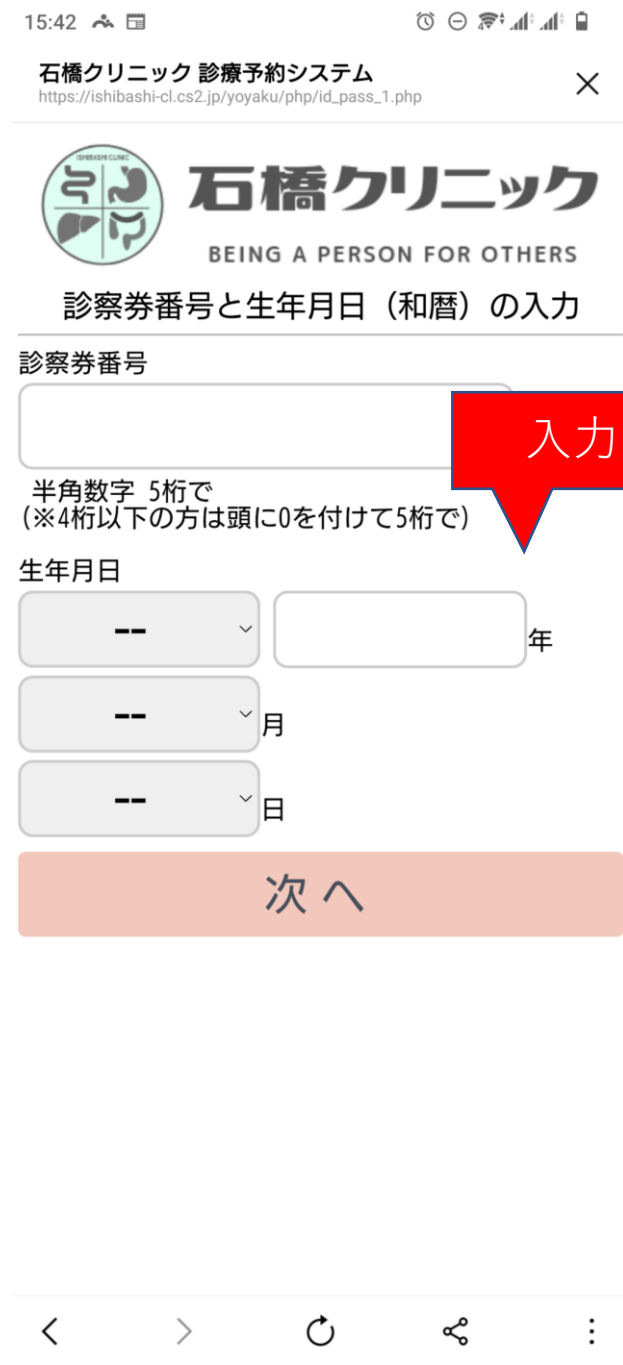 15:42
石橋クリニック 診療予約システム
https://ishibashi-cl.cs2.jp/yoyaku/php/id_pass_1.php
ISHIBASHI CLINIC
石橋クリニック
BEING A PERSON FOR OTHERS
診察券番号と生年月日（和暦）の入力
診察券番号
入力
半角数字 5桁で
(※4桁以下の方は頭に0を付けて5桁で)
生年月日
-- 年
-- 月
-- 日
次へ